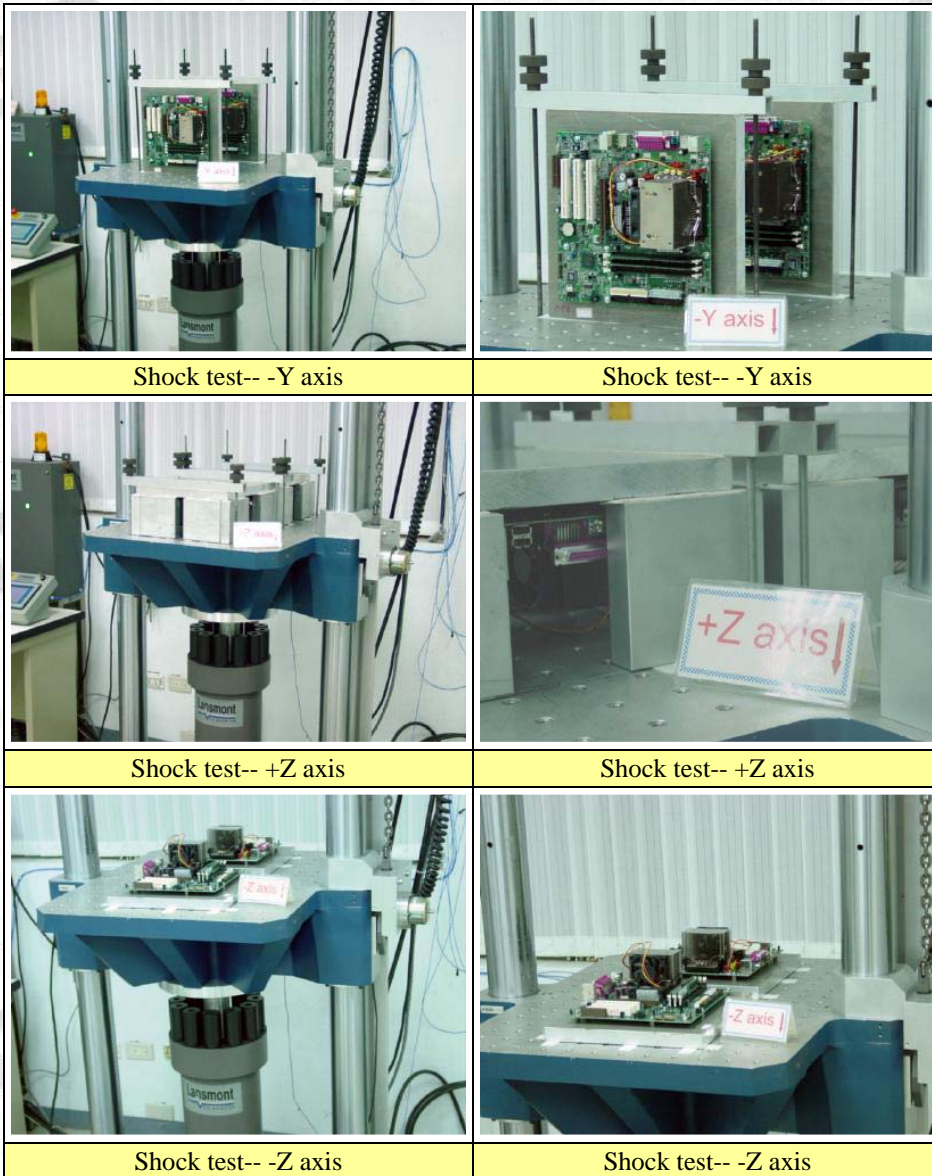 -Y axis
Lansmont
-Y axis ↓
Shock test-- -Y axis
Shock test-- -Y axis
+Z axis
Lansmont
+Z axis ↓
Shock test-- +Z axis
Shock test-- +Z axis
-Z axis ↓
Lansmont
-Z axis ↓
Shock test-- -Z axis
Shock test-- -Z axis